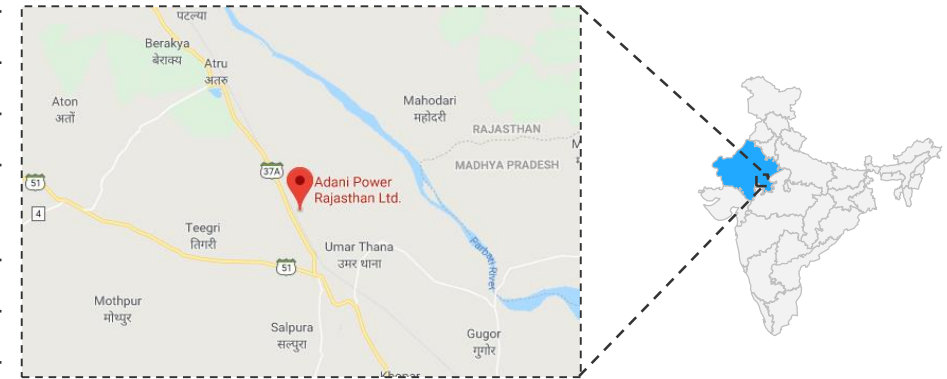 पटल्या
Berakya
बेराक्य
Atru
अतरु
Aton
अतों
Mahodari
महोदरी
RAJASTHAN
MADHYA PRADESH
37A
Adani Power
Rajasthan Ltd.
51
4
Teegri
तिगरी
Umar Thana
उमर थाना
51
Parbati River
Mothpur
मोथ्पुर
Salpura
सल्पुरा
Gugor
गुगोर